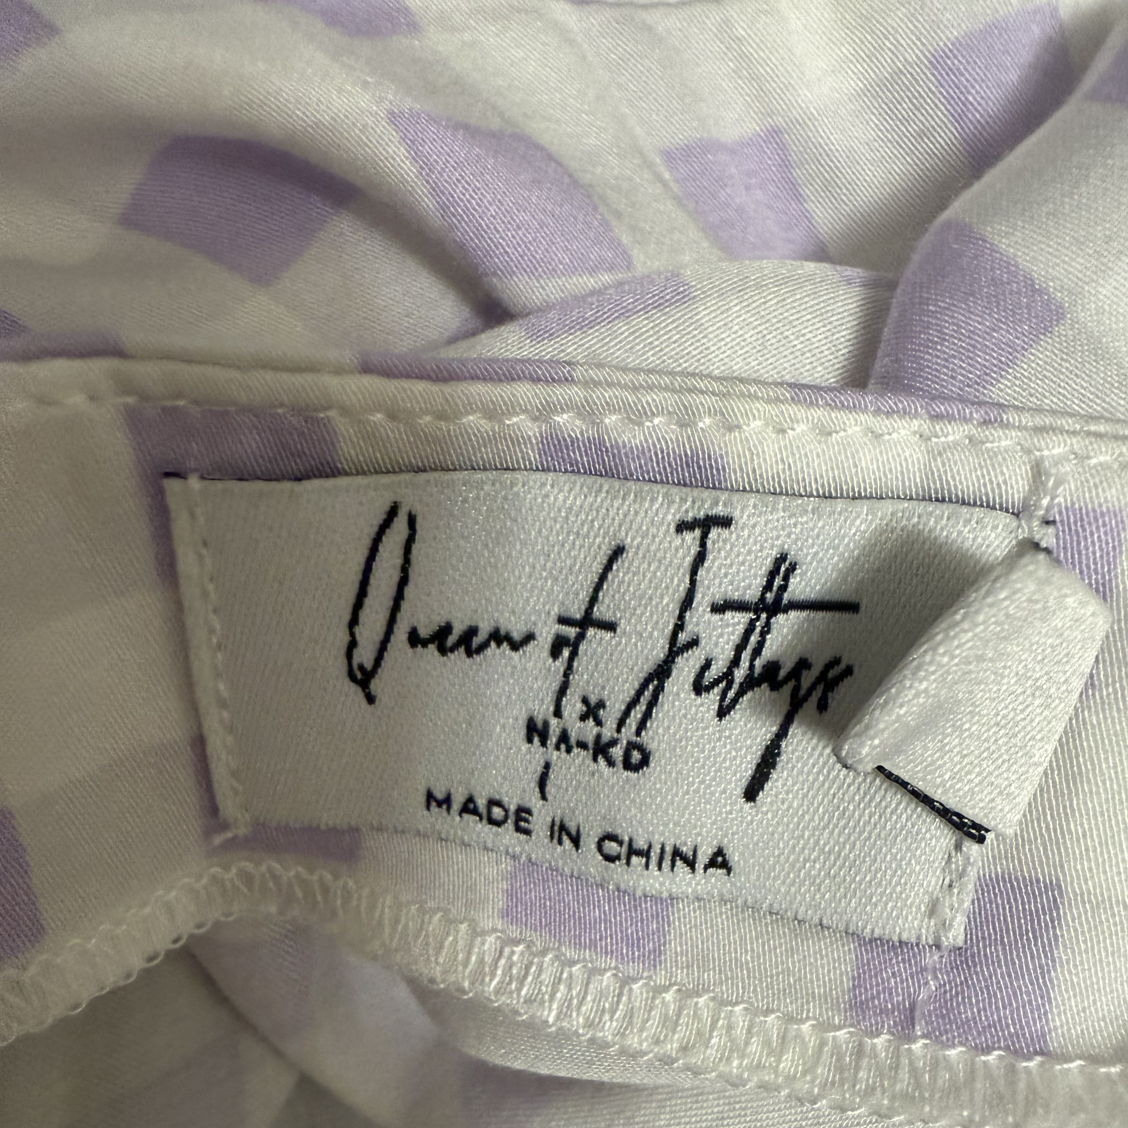 Queen of Jetlags
X
NA-KD
MADE IN CHINA